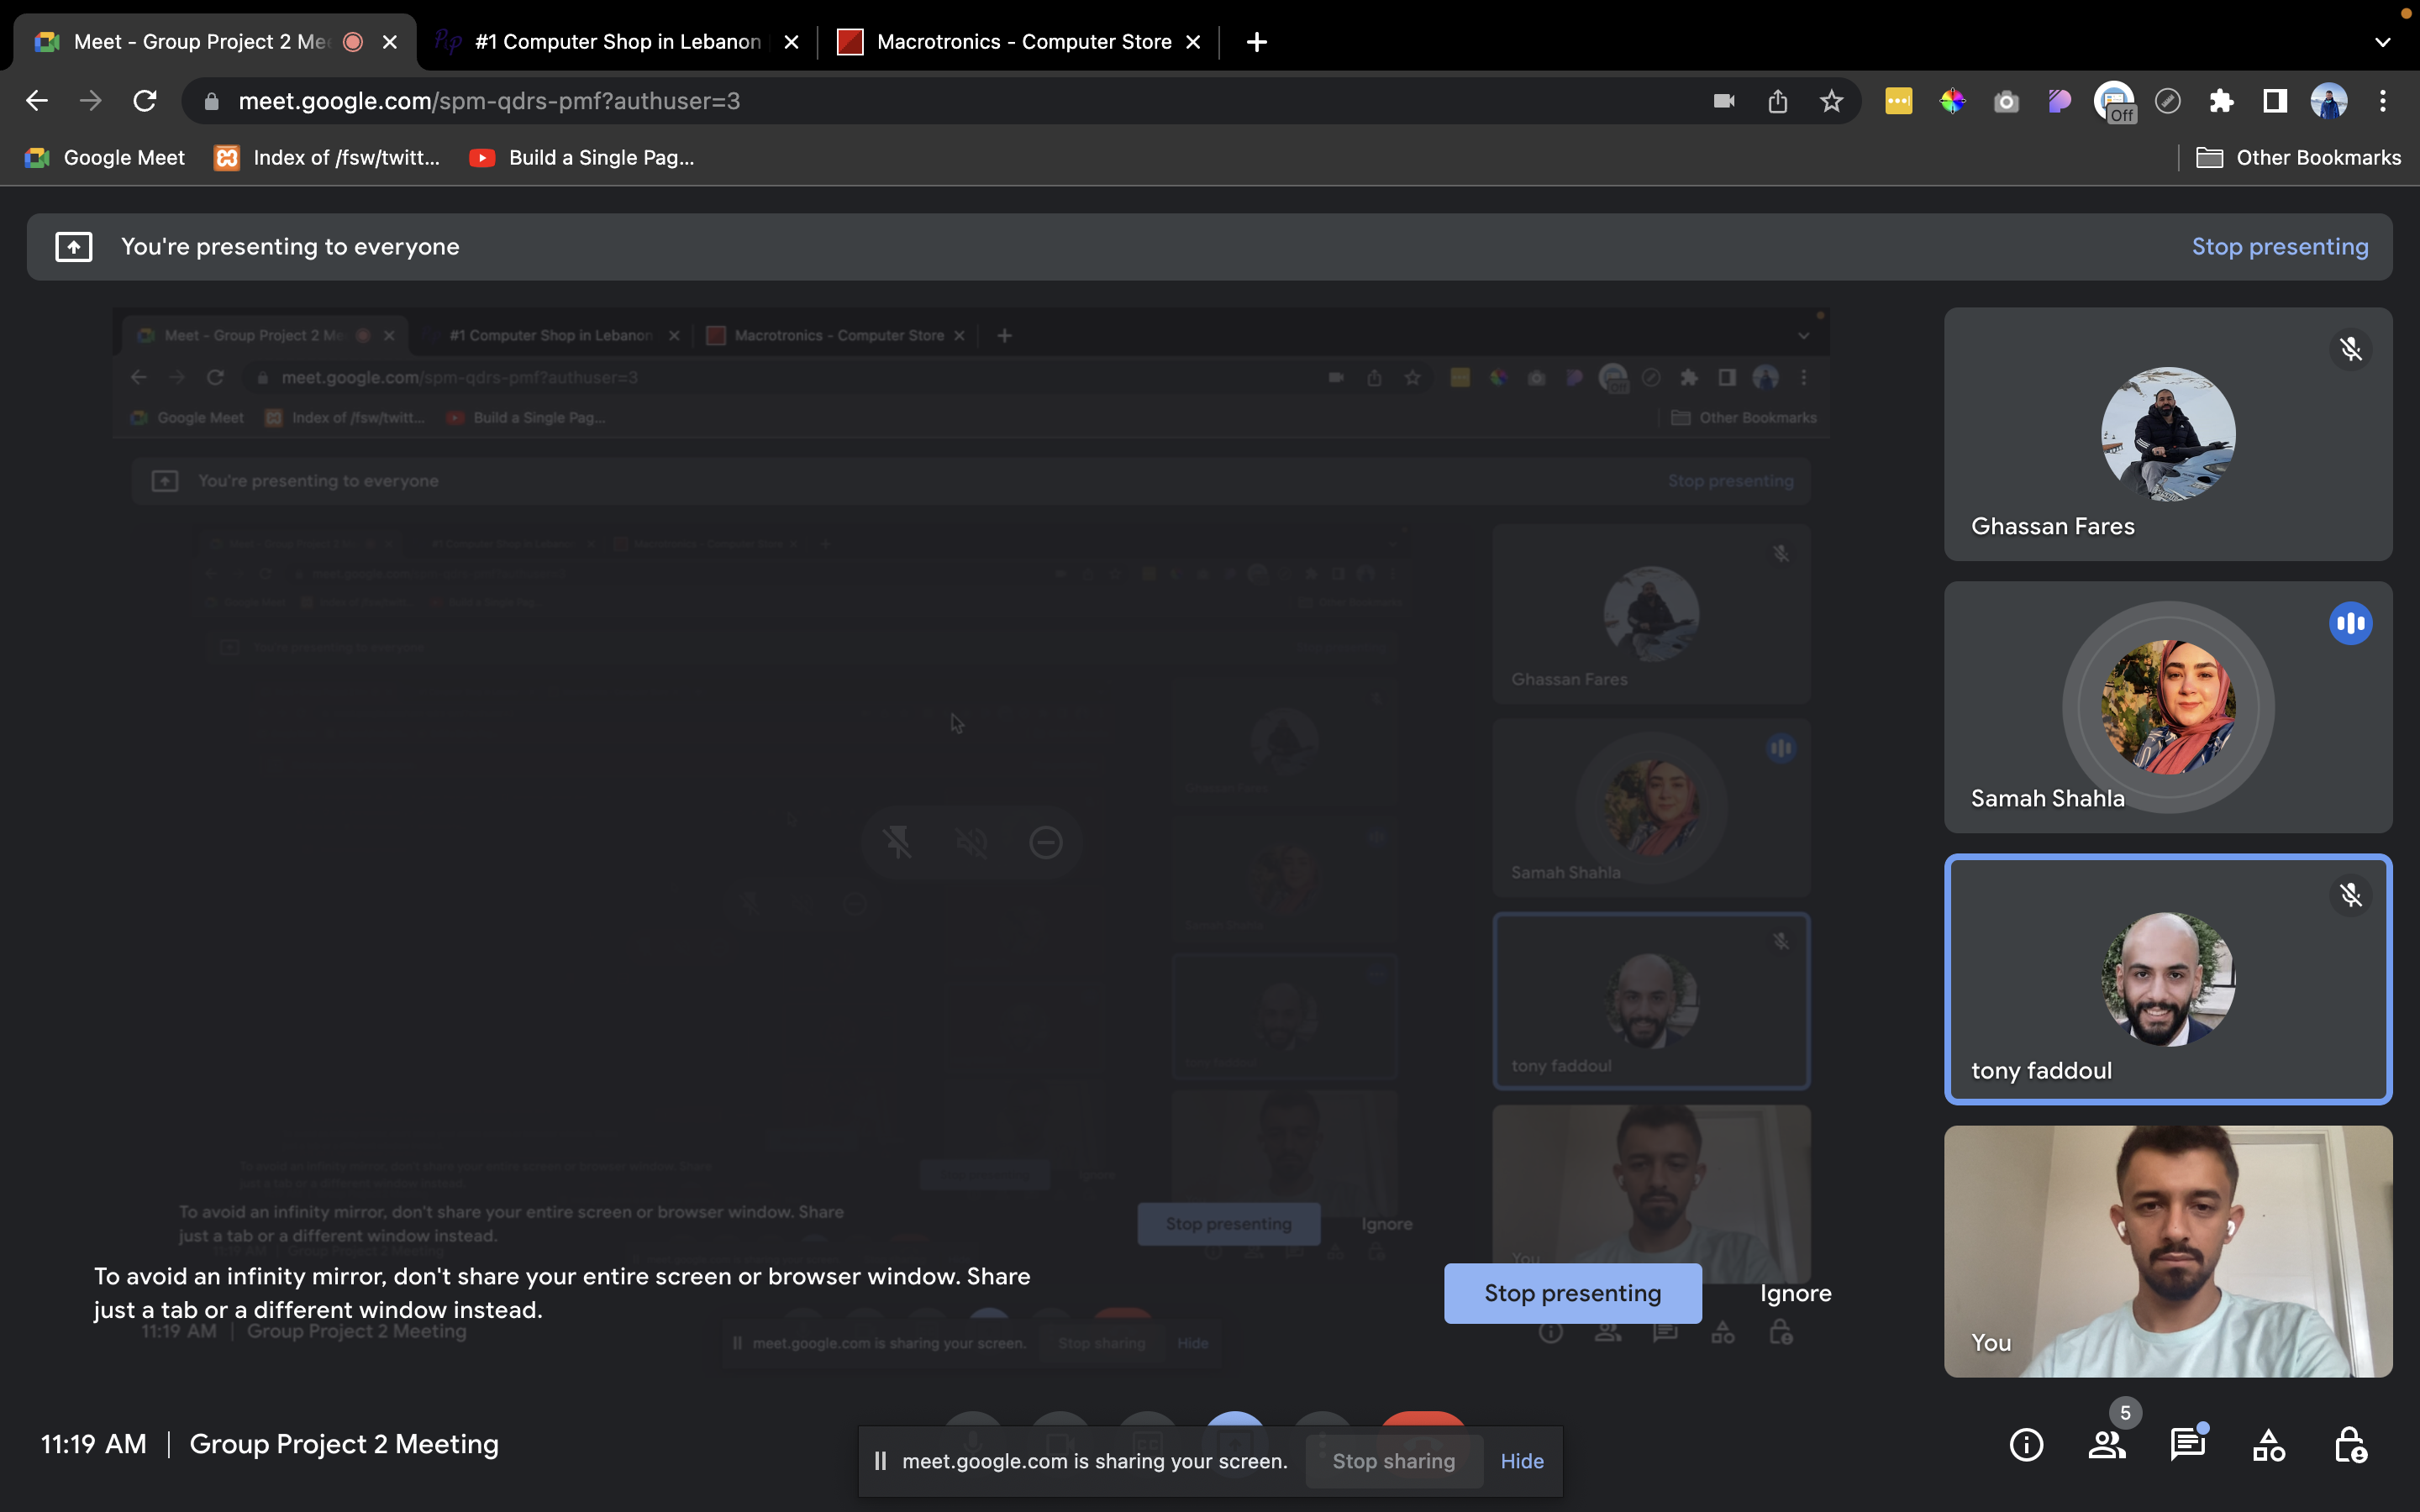 Meet - Group Project 2 Me
#1 Computer Shop in Lebanon
Macrotronics - Computer Store
meet.google.com/spm-qdrs-pmf?authuser=3
Off
Google Meet
Index of /fsw/twitt...
Build a Single Pag...
Other Bookmarks
You're presenting to everyone
Stop presenting
Meet - Group Project 2 Me
#1 Computer Shop in Lebanon
Macrotronics - Computer Store
meet.google.com/spm-qdrs-pmf?authuser=3
Off
Google Meet
Index of /fsw/twitt...
Build a Single Pag...
Other Bookmarks
You're presenting to everyone
Stop presenting
Ghassan Fares
Samah Shahla
tony faddoul
You
To avoid an infinity mirror, don't share your entire screen or browser window. Share
just a tab or a different window instead.
Stop presenting
Ignore
11:19 AM | Group Project 2 Meeting
meet.google.com is sharing your screen.
Stop sharing
Hide
Ghassan Fares
Samah Shahla
tony faddoul
You
To avoid an infinity mirror, don't share your entire screen or browser window. Share
just a tab or a different window instead.
Stop presenting
Ignore
11:19 AM | Group Project 2 Meeting
meet.google.com is sharing your screen.
Stop sharing
Hide
5